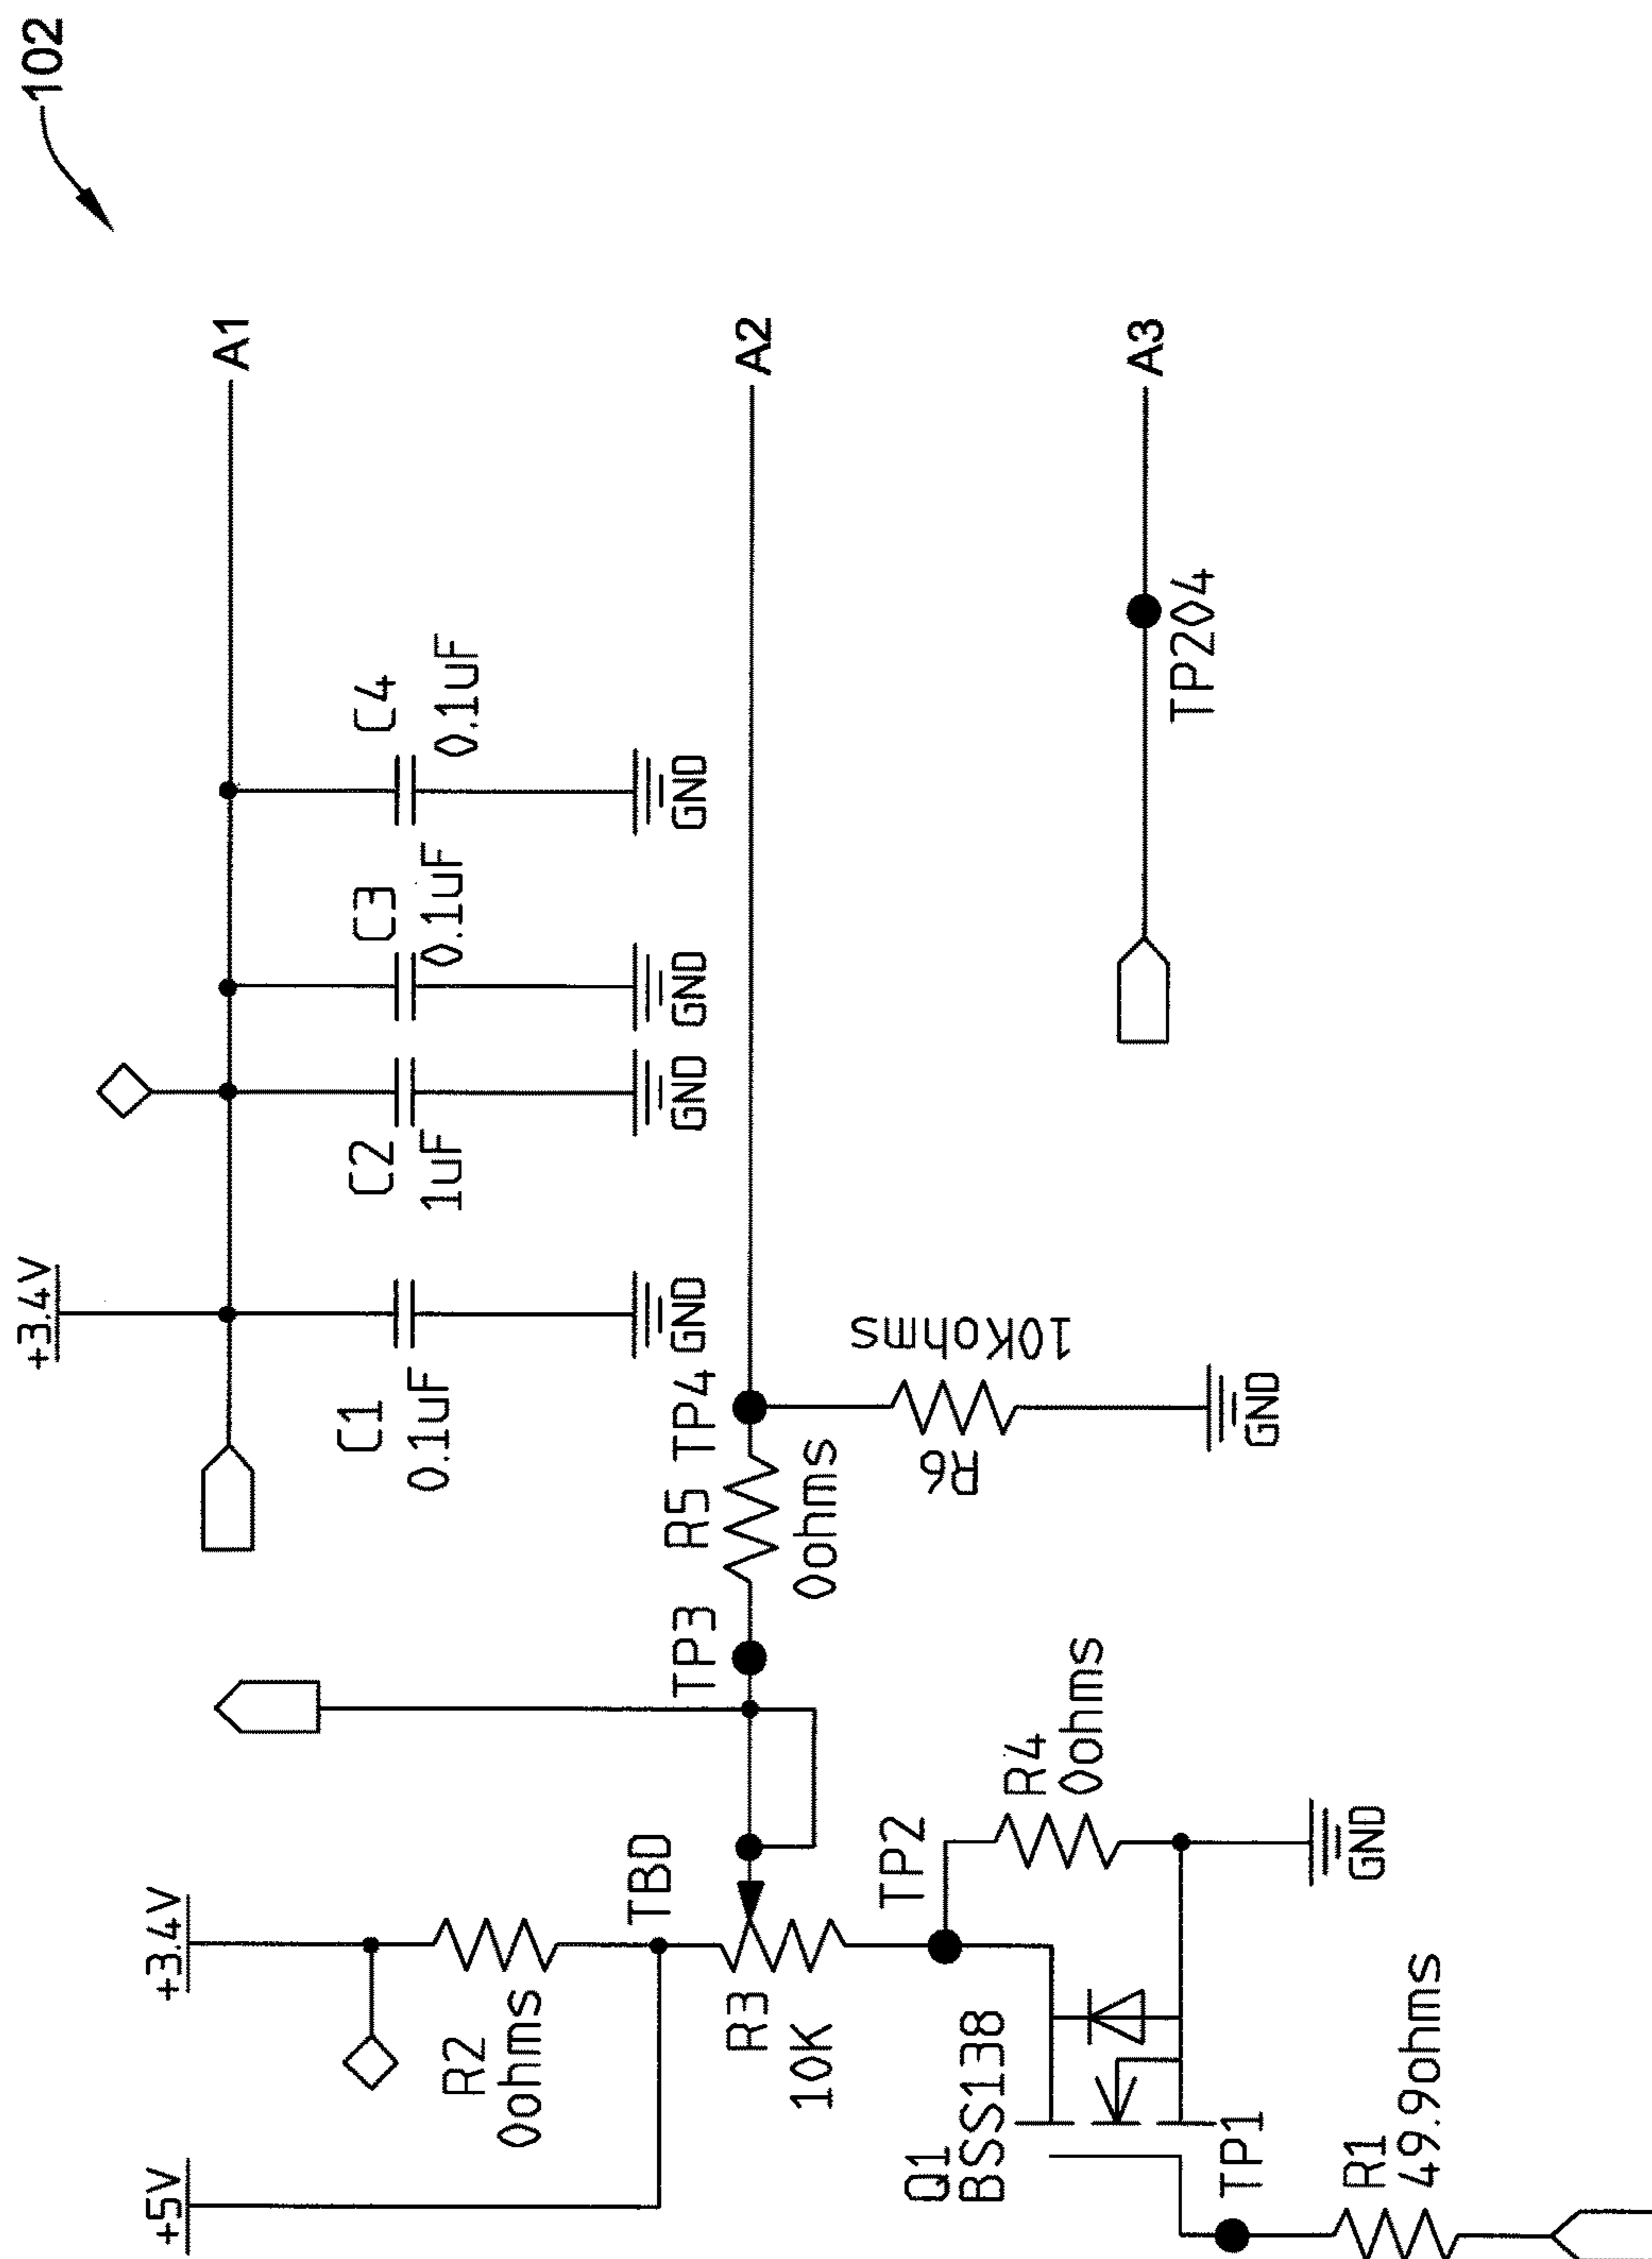 102
+3.4V
A1
C1
0.1uF
GND
C2
1uF
GND
C3
0.1uF
GND
C4
0.1uF
GND
+5V
+3.4V
R2
0ohms
TBD
R3
10K
TP3
R5
0ohms
TP4
A2
R6
10Kohms
GND
TP2
R4
0ohms
GND
Q1
BSS138
TP1
R1
49.9ohms
TP204
A3